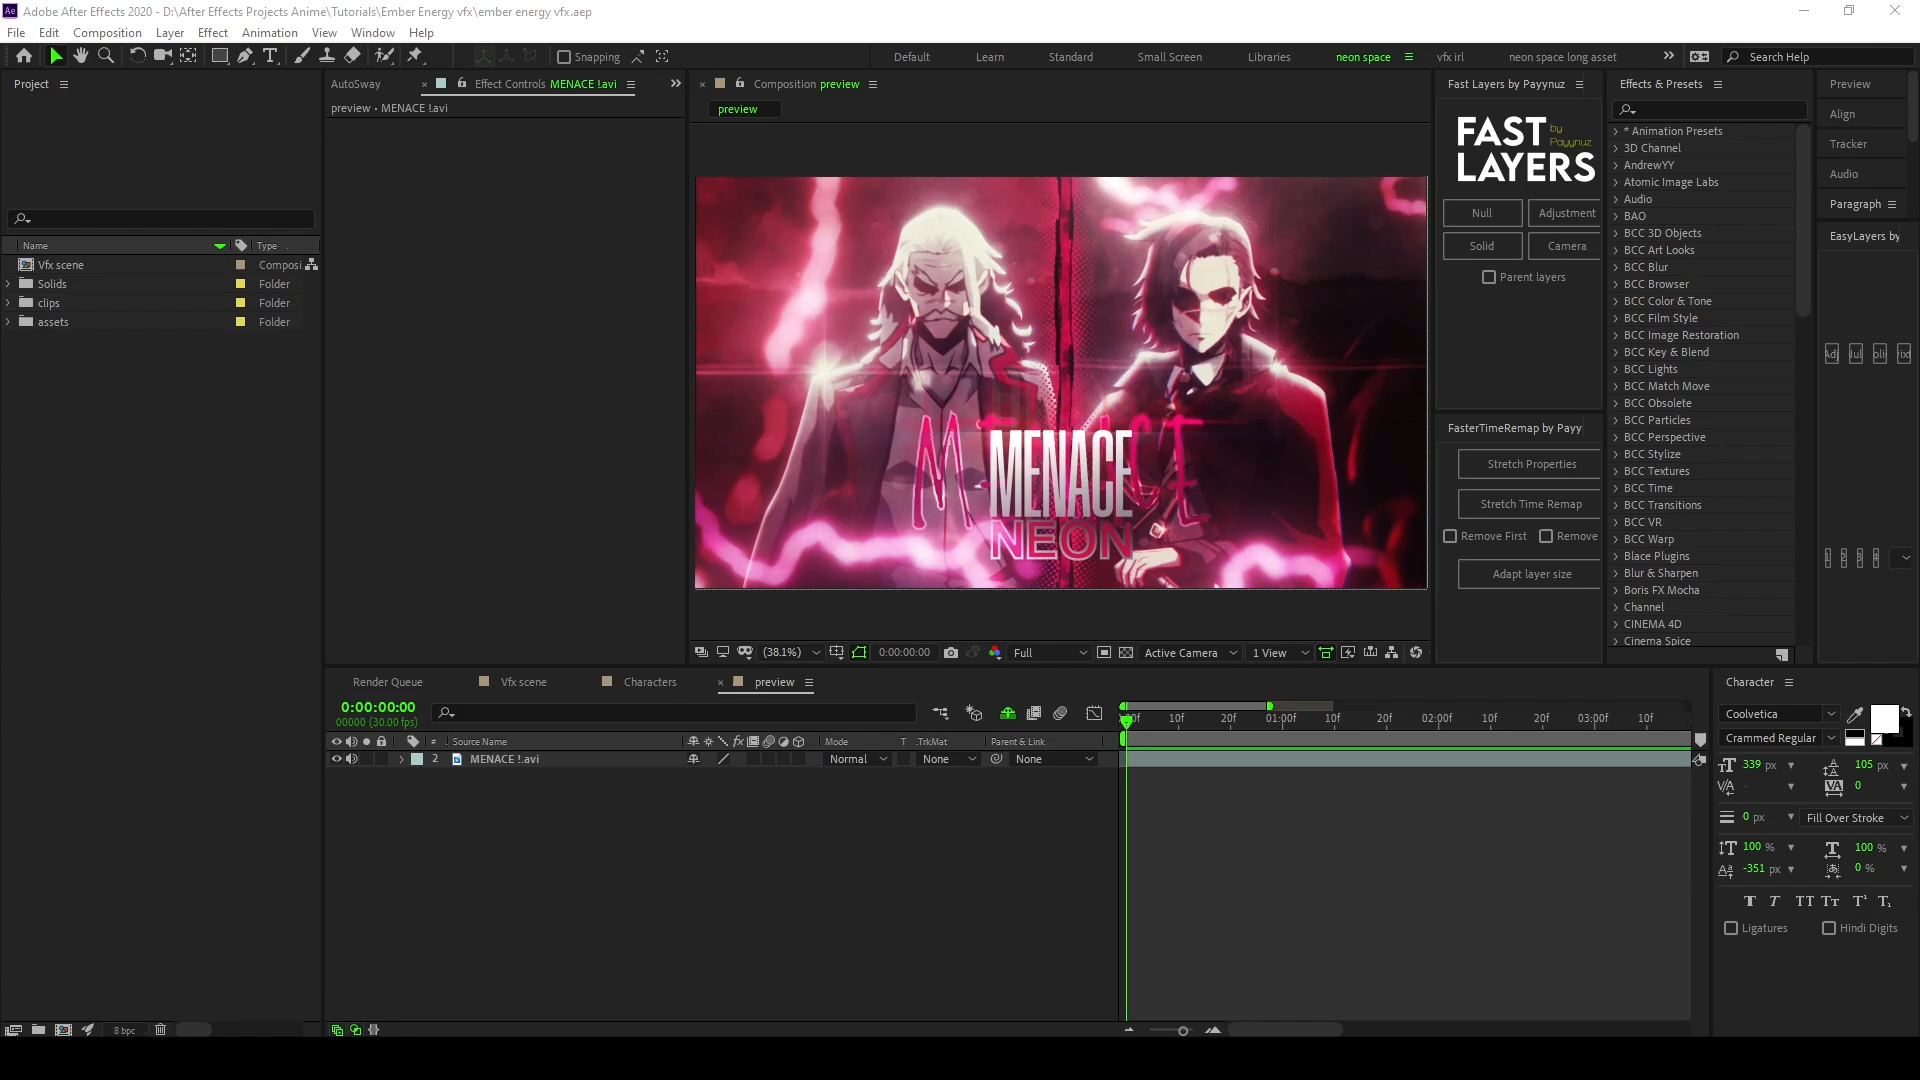 Adobe After Effects 2020 - D:\After Effects Projects Anime\Tutorials\Ember Energy vfx\ember energy vfx.aep
File Edit Composition Layer Effect Animation View Window Help
Snapping
Default Learn Standard Small Screen Libraries neon space vfx irl neon space long asset
Search Help
Project
Name Type
Vfx scene Composi
Solids Folder
clips Folder
assets Folder
8 bpc
AutoSway
Effect Controls MENACE !.avi
preview • MENACE !.avi
Composition preview
preview
MENACE
MENACE
NEON
(38.1%) 0:00:00:00 Full Active Camera 1 View
Fast Layers by Payynuz
FAST by Payynuz
LAYERS
Null Adjustment
Solid Camera
Parent layers
FasterTimeRemap by Payy
Stretch Properties
Stretch Time Remap
Remove First Remove
Adapt layer size
Effects & Presets
* Animation Presets
3D Channel
AndrewYY
Atomic Image Labs
Audio
BAO
BCC 3D Objects
BCC Art Looks
BCC Blur
BCC Browser
BCC Color & Tone
BCC Film Style
BCC Image Restoration
BCC Key & Blend
BCC Lights
BCC Match Move
BCC Obsolete
BCC Particles
BCC Perspective
BCC Stylize
BCC Textures
BCC Time
BCC Transitions
BCC VR
BCC Warp
Blace Plugins
Blur & Sharpen
Boris FX Mocha
Channel
CINEMA 4D
Cinema Spice
Preview
Align
Tracker
Audio
Paragraph
EasyLayers by
1 2 3 4
Render Queue Vfx scene Characters preview
0:00:00:00
00000 (30.00 fps)
# Source Name Mode T .TrkMat Parent & Link
2 MENACE !.avi Normal None None
10f 20f 01:00f 10f 20f 02:00f 10f 20f 03:00f 10f
Character
Coolvetica
Crammed Regular
339 px 105 px
- 0
0 px Fill Over Stroke
100 % 100 %
-351 px 0 %
T T TT Tr T¹ T₁
Ligatures Hindi Digits